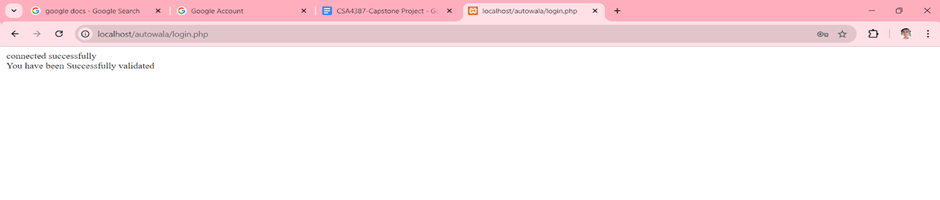 google docs - Google Search
Google Account
CSA4387-Capstone Project - Go
localhost/autowala/login.php
localhost/autowala/login.php
connected successfully
You have been Successfully validated